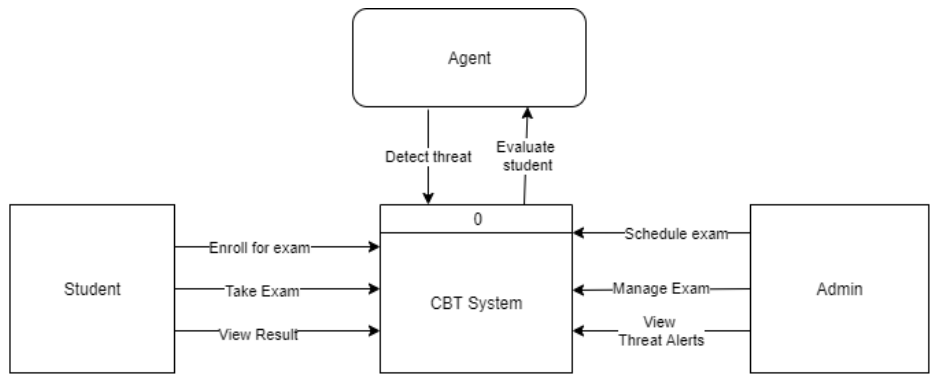 Agent
Detect threat
Evaluate
student
0
Enroll for exam
Schedule exam
Student
Take Exam
CBT System
Manage Exam
Admin
View Result
View
Threat Alerts